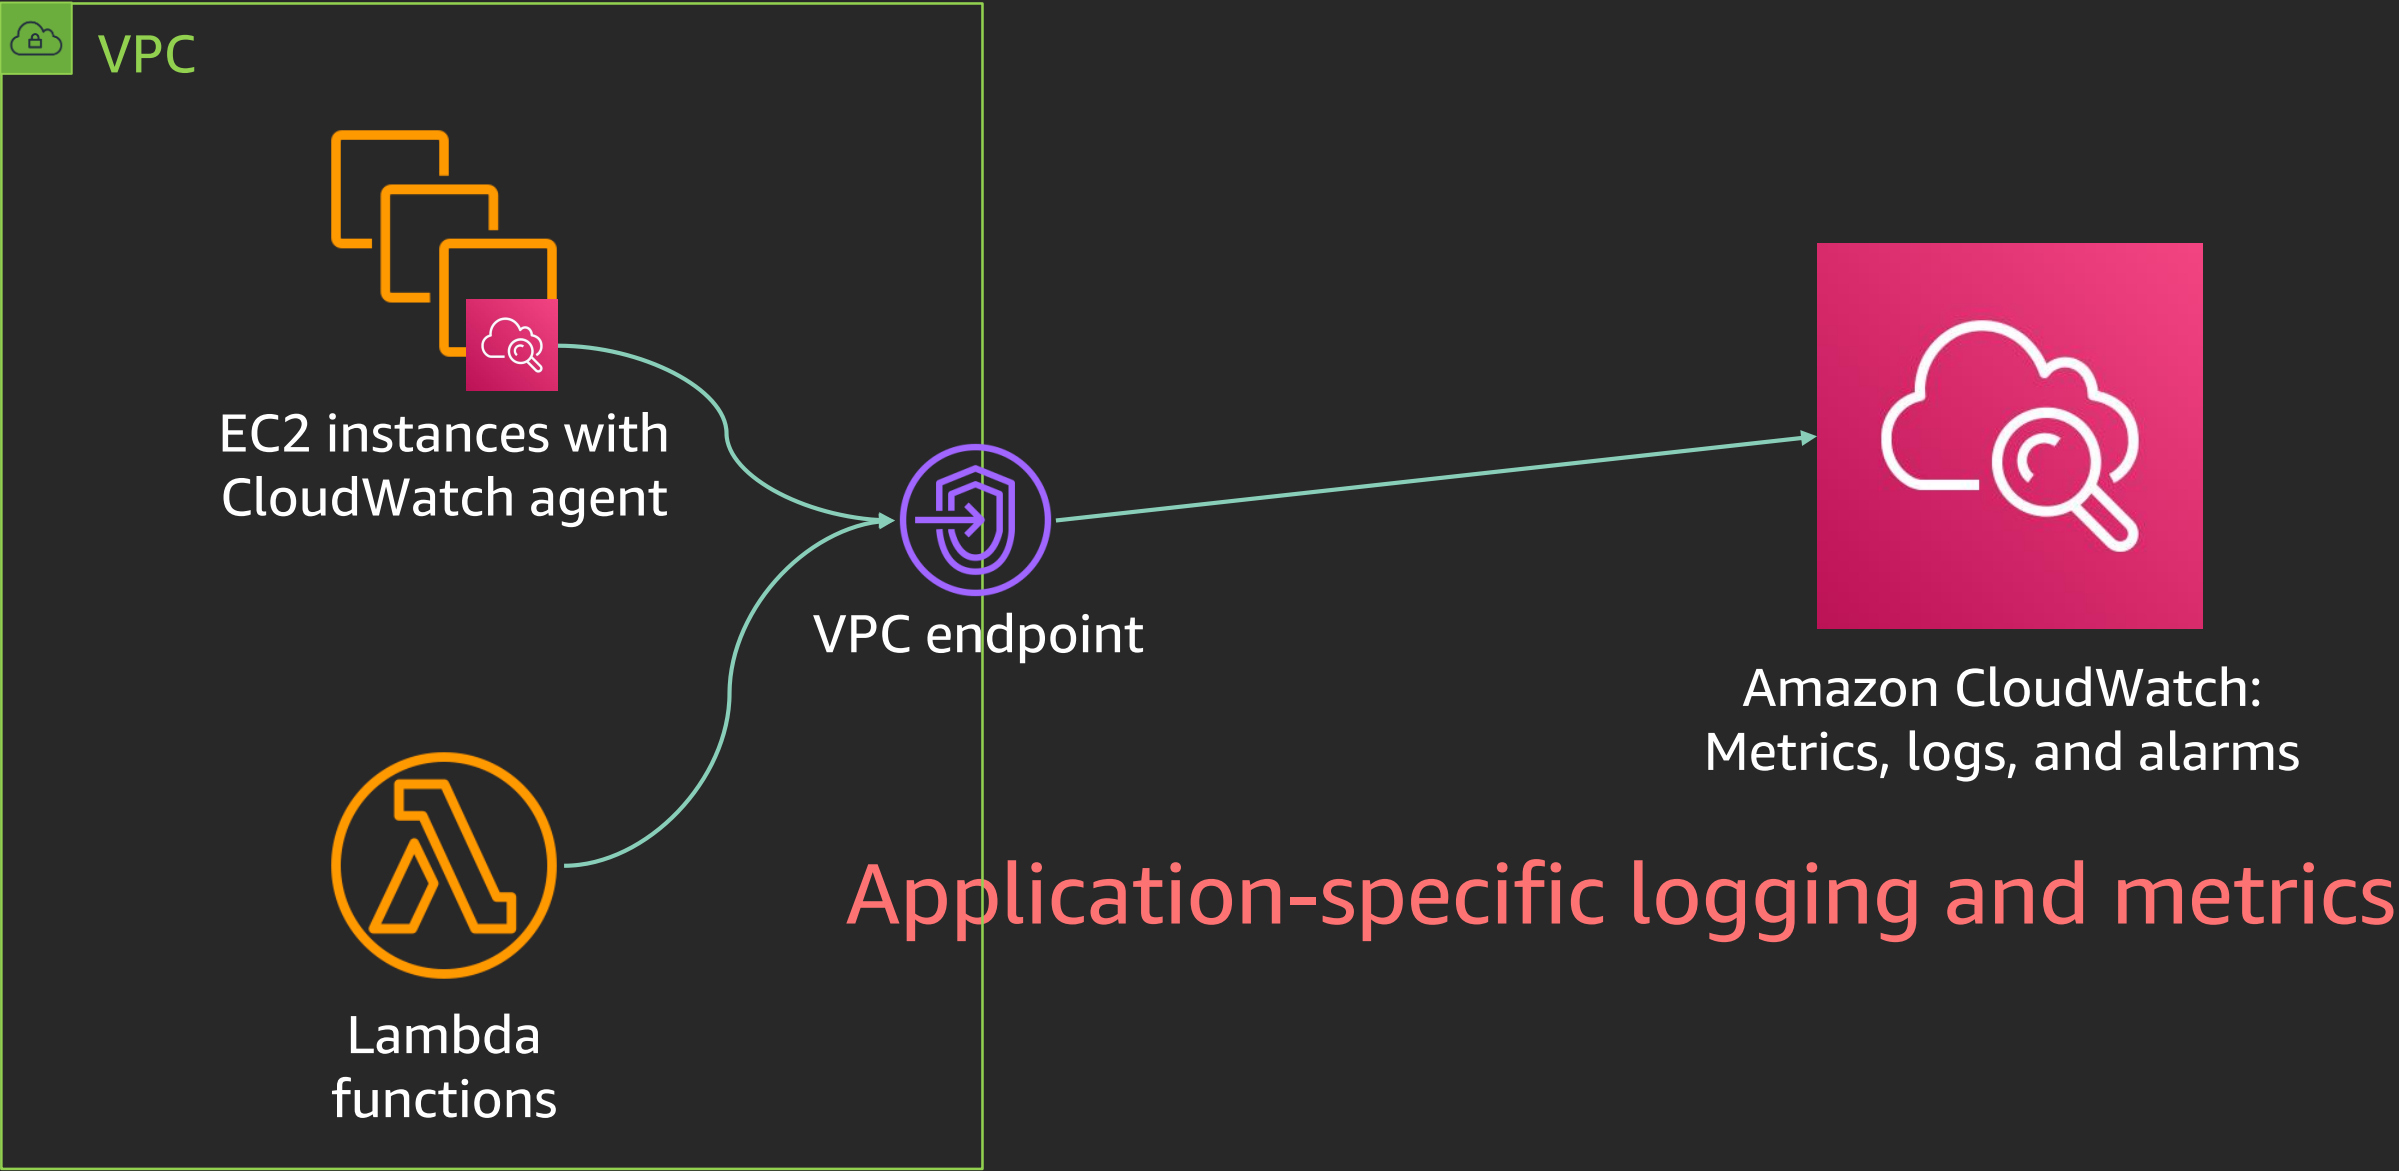 VPC
EC2 instances with
CloudWatch agent
VPC endpoint
Amazon CloudWatch:
Metrics, logs, and alarms
Application-specific logging and metrics
Lambda
functions